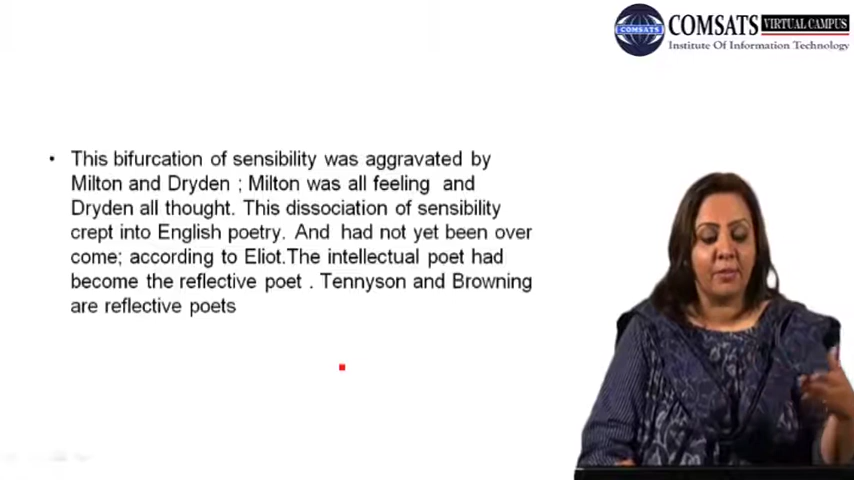 COMSATS
COMSATS VIRTUAL CAMPUS
Institute Of Information Technology
• This bifurcation of sensibility was aggravated by
Milton and Dryden ; Milton was all feeling and
Dryden all thought. This dissociation of sensibility
crept into English poetry. And had not yet been over
come; according to Eliot.The intellectual poet had
become the reflective poet . Tennyson and Browning
are reflective poets